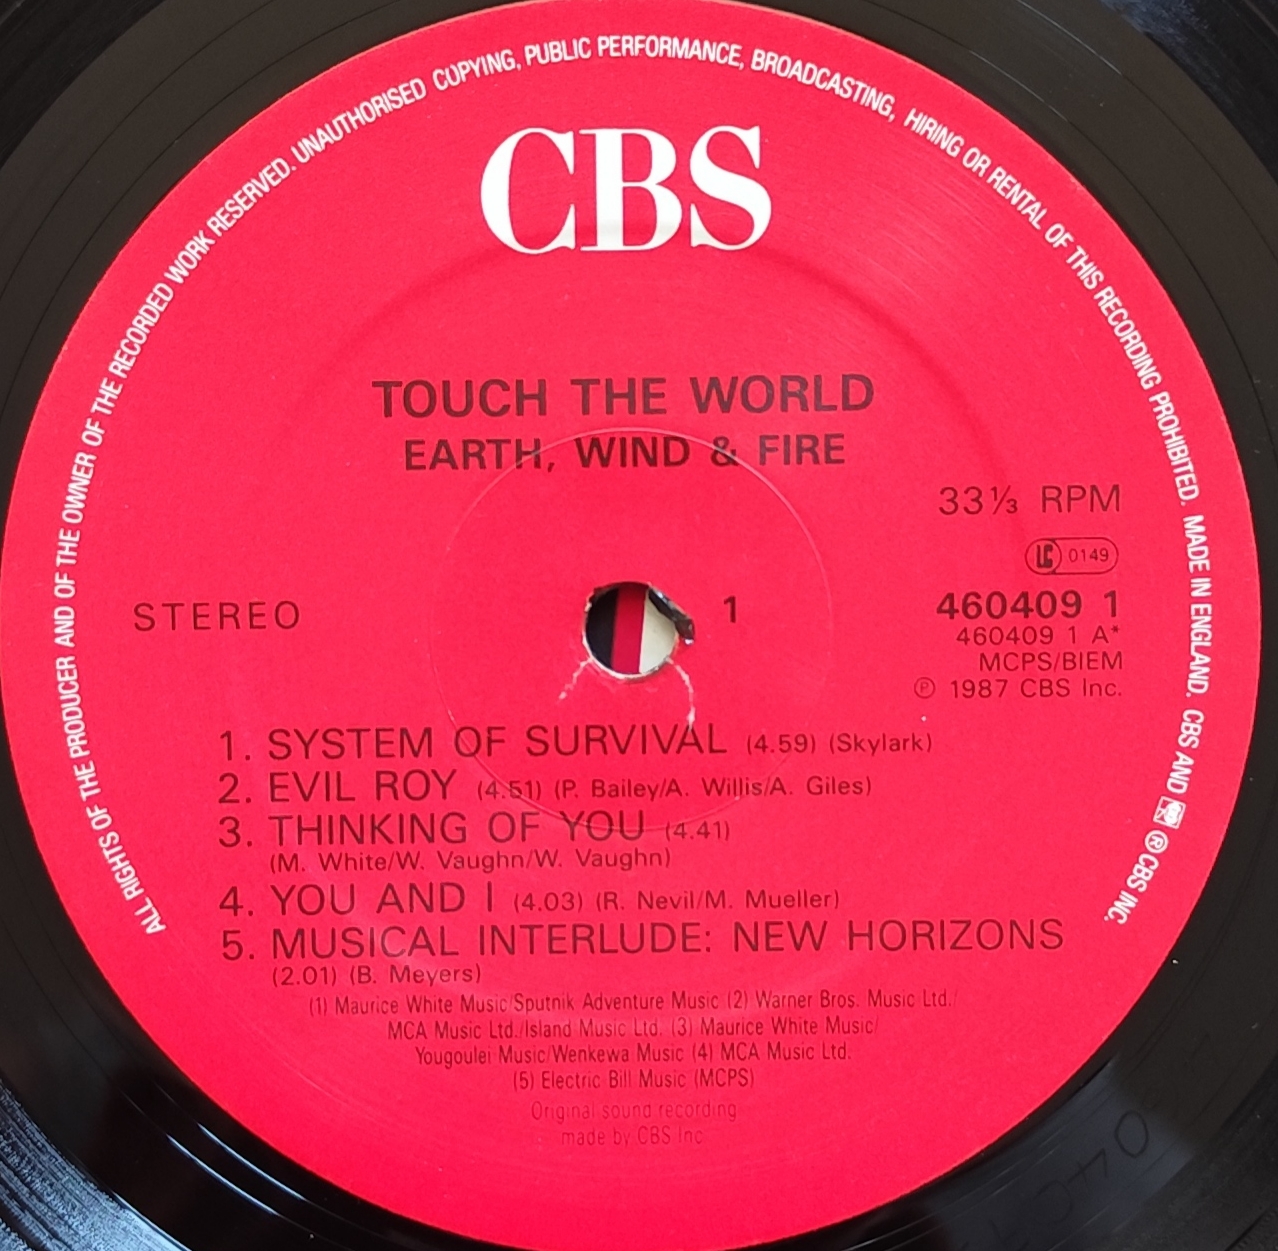 ALL RIGHTS OF THE PRODUCER AND OF THE OWNER OF THE RECORDED WORK RESERVED. UNAUTHORISED COPYING, PUBLIC PERFORMANCE, BROADCASTING, HIRING OR RENTAL OF THIS RECORDING PROHIBITED. MADE IN ENGLAND. CBS AND ® CBS INC.
CBS
TOUCH THE WORLD
EARTH, WIND & FIRE
33⅓ RPM
LC 0149
STEREO
1
460409 1
460409 1 A*
MCPS/BIEM
℗ 1987 CBS Inc.
1. SYSTEM OF SURVIVAL (4.59) (Skylark)
2. EVIL ROY (4.51) (P. Bailey/A. Willis/A. Giles)
3. THINKING OF YOU (4.41)
(M. White/W. Vaughn/W. Vaughn)
4. YOU AND I (4.03) (R. Nevil/M. Mueller)
5. MUSICAL INTERLUDE: NEW HORIZONS
(2.01) (B. Meyers)
(1) Maurice White Music/Sputnik Adventure Music (2) Warner Bros. Music Ltd./
MCA Music Ltd./Island Music Ltd. (3) Maurice White Music/
Yougoulei Music/Wenkewa Music (4) MCA Music Ltd.
(5) Electric Bill Music (MCPS)
Original sound recording
made by CBS Inc